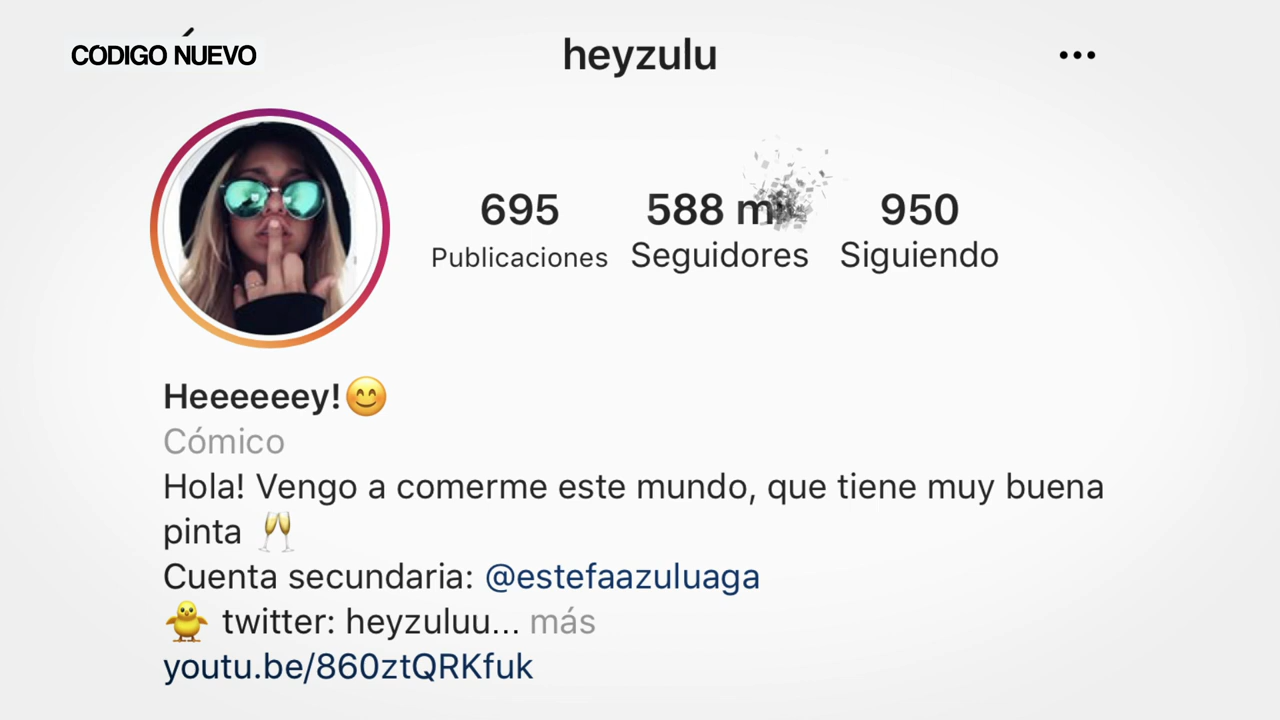 CÓDIGO NUEVO
heyzulu
695
588 m
950
Publicaciones
Seguidores
Siguiendo
Heeeeeey!😊
Cómico
Hola! Vengo a comerme este mundo, que tiene muy buena
pinta 🥂
Cuenta secundaria: @estefaazuluaga
🐥 twitter: heyzuluu... más
youtu.be/860ztQRKfuk